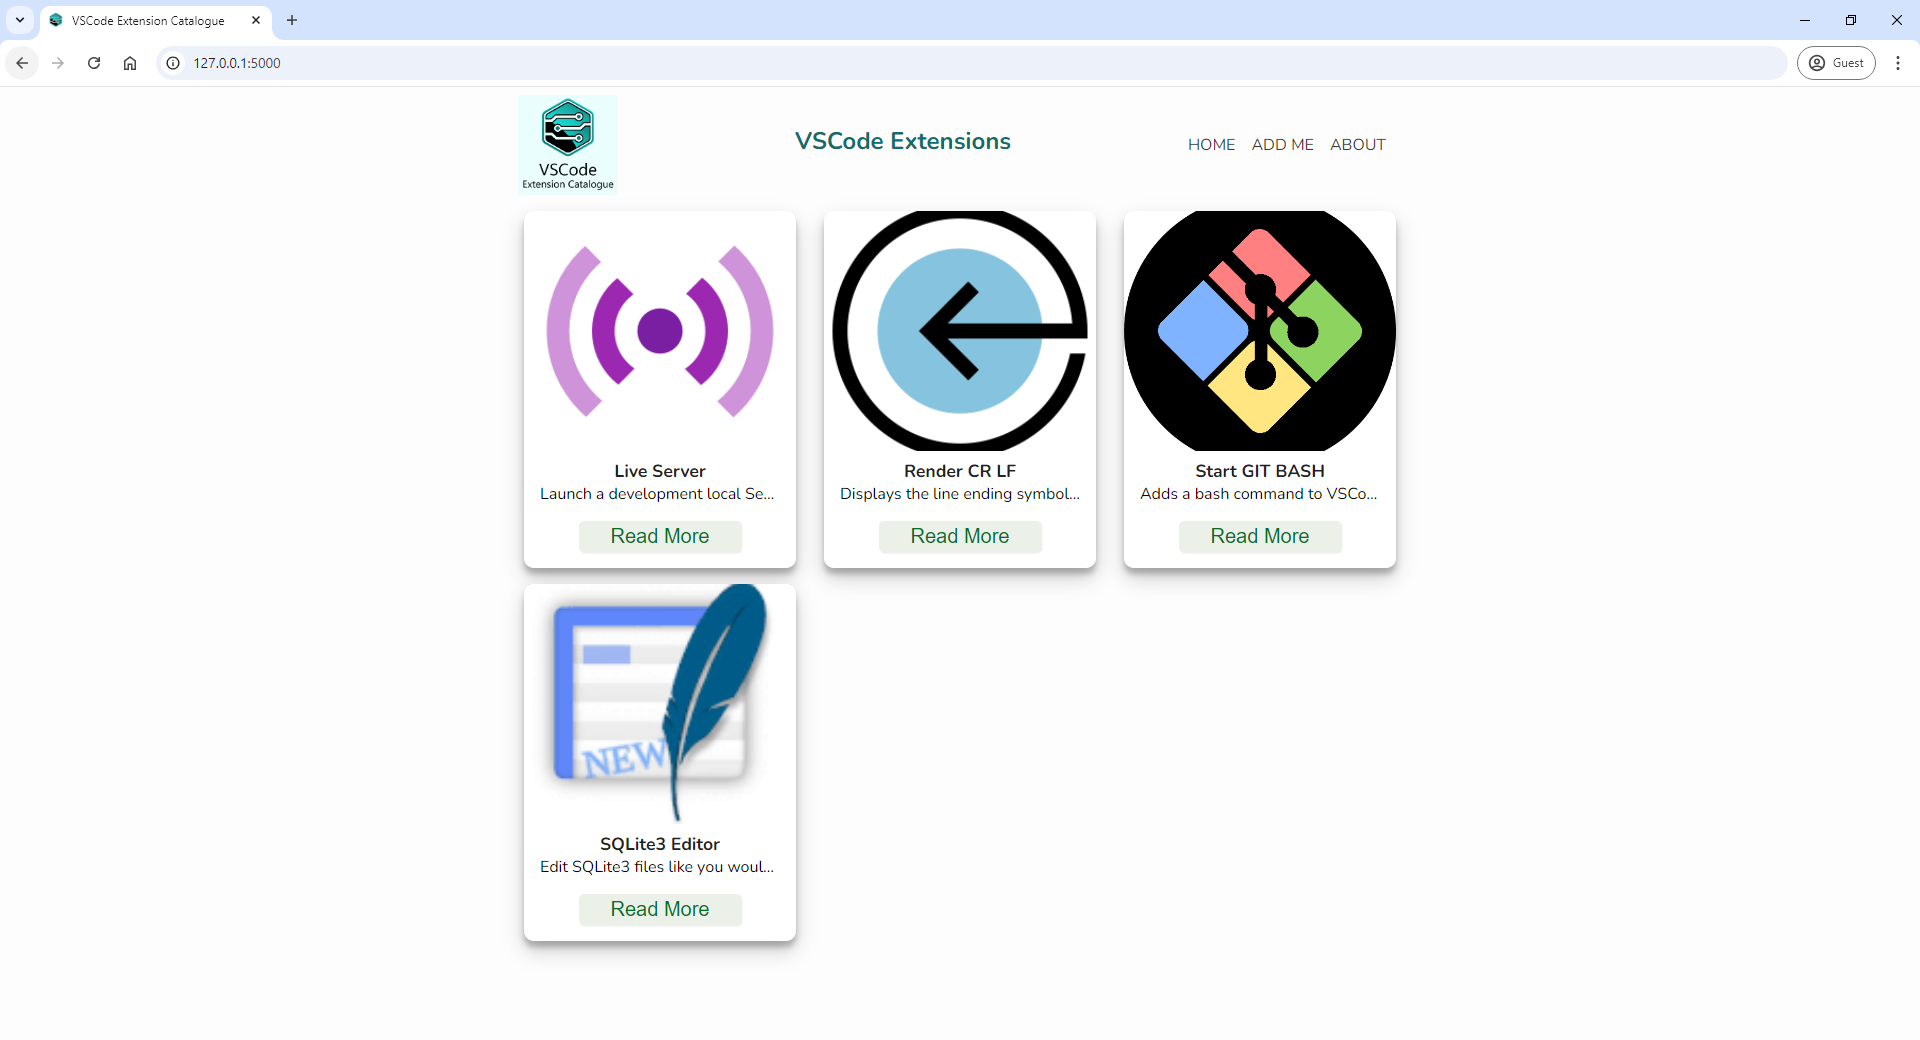 VSCode Extension Catalogue
127.0.0.1:5000
Guest
VSCode
Extension Catalogue
VSCode Extensions
HOME ADD ME ABOUT
Live Server
Launch a development local Se...
Read More
Render CR LF
Displays the line ending symbol...
Read More
Start GIT BASH
Adds a bash command to VSCo...
Read More
NEW
SQLite3 Editor
Edit SQLite3 files like you woul...
Read More